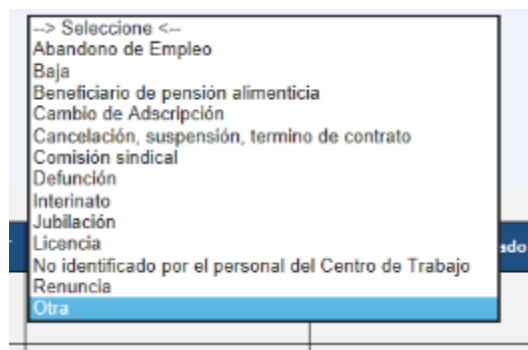 --> Seleccione <--
Abandono de Empleo
Baja
Beneficiario de pensión alimenticia
Cambio de Adscripción
Cancelación, suspensión, termino de contrato
Comisión sindical
Defunción
Interinato
Jubilación
Licencia
No identificado por el personal del Centro de Trabajo
Renuncia
Otra